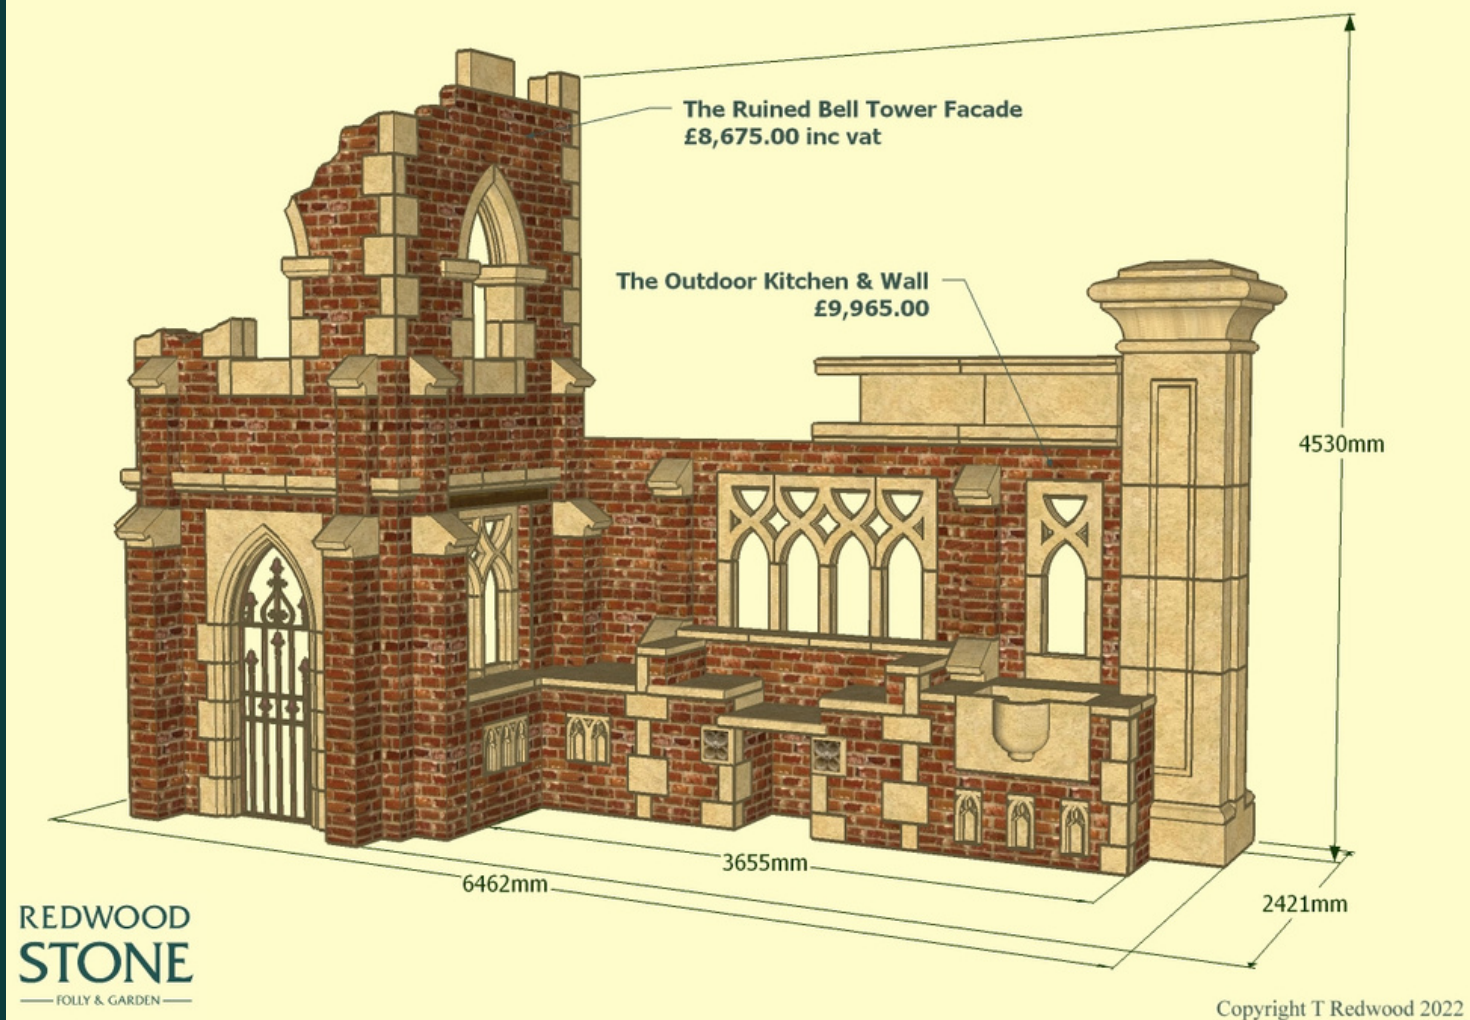 The Ruined Bell Tower Facade
£8,675.00 inc vat
The Outdoor Kitchen & Wall
£9,965.00
4530mm
3655mm
6462mm
2421mm
REDWOOD
STONE
FOLLY & GARDEN
Copyright T Redwood 2022